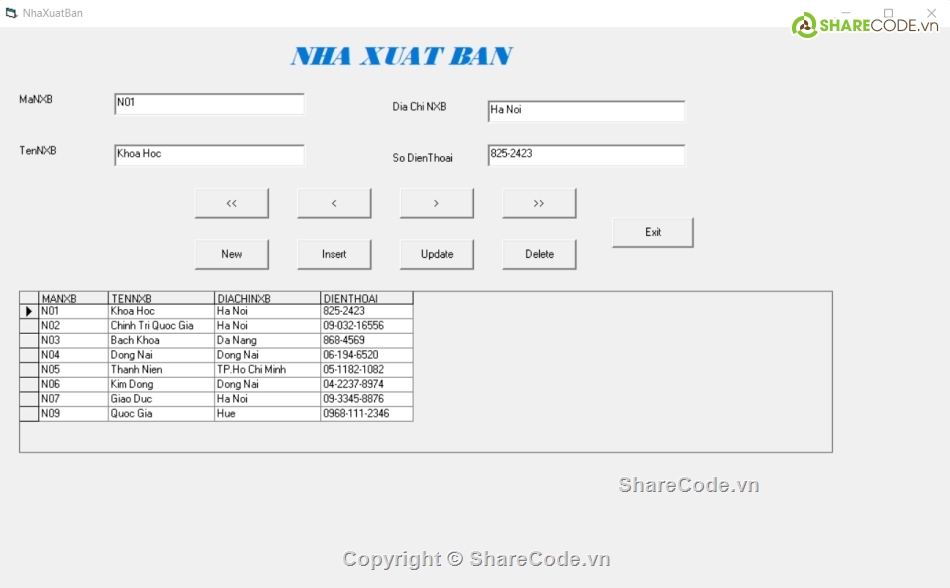 NhaXuatBan
SHARECODE.vn
NHA XUAT BAN
MaNXB N01 Dia Chi NXB Ha Noi
TenNXB Khoa Hoc So DienThoai 825-2423
<< < > >>
Exit
New Insert Update Delete
MANXB TENNXB DIACHINXB DIENTHOAI
N01 Khoa Hoc Ha Noi 825-2423
N02 Chinh Tri Quoc Gia Ha Noi 09-032-16556
N03 Bach Khoa Da Nang 868-4569
N04 Dong Nai Dong Nai 06-194-6520
N05 Thanh Nien TP.Ho Chi Minh 05-1182-1082
N06 Kim Dong Dong Nai 04-2237-8974
N07 Giao Duc Ha Noi 09-3345-8876
N09 Quoc Gia Hue 0968-111-2346
ShareCode.vn
Copyright © ShareCode.vn